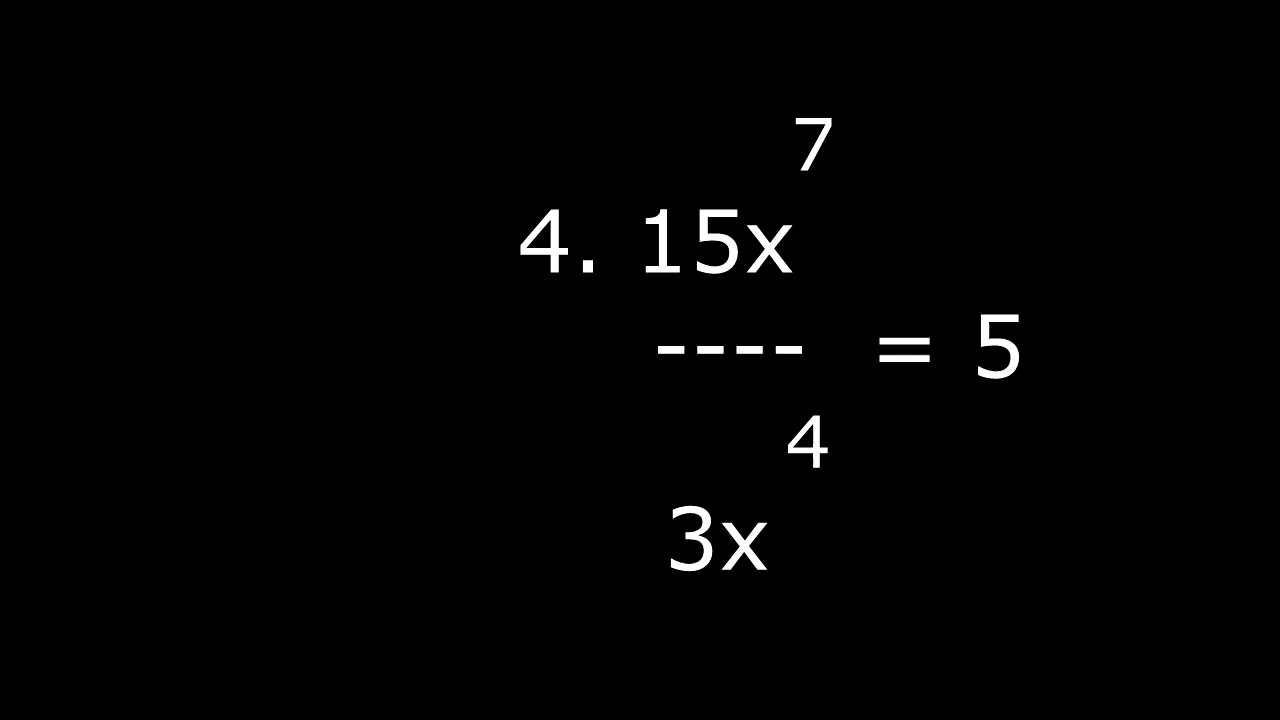 7
4. 15x
---- = 5
4
3x